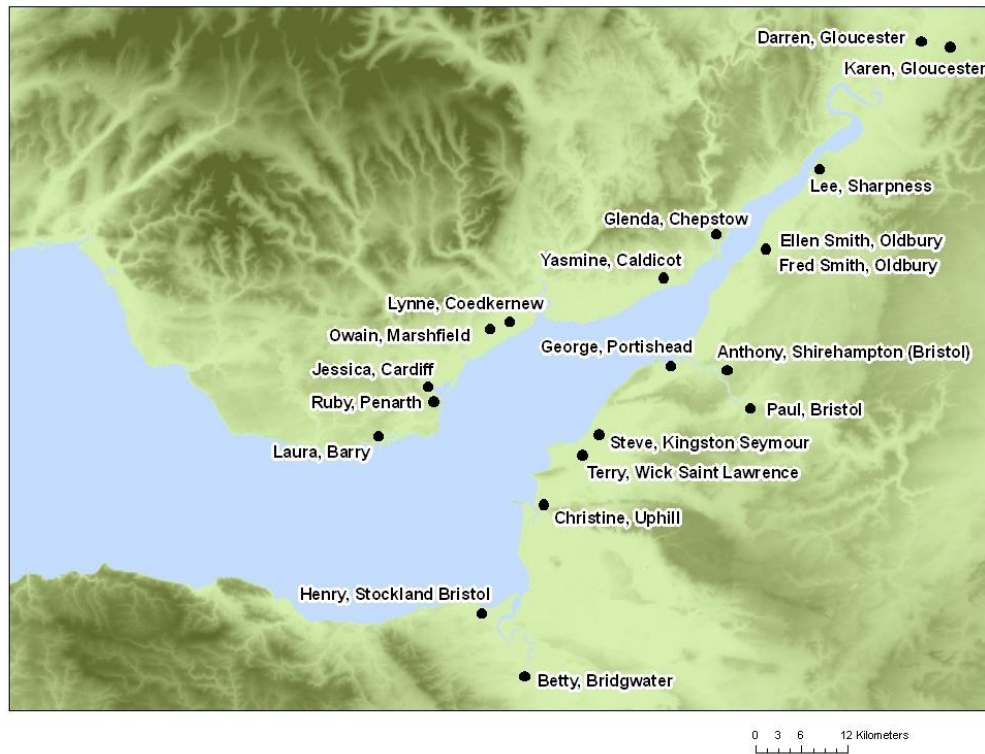 Darren, Gloucester
Karen, Gloucester
Lee, Sharpness
Glenda, Chepstow
Ellen Smith, Oldbury
Yasmine, Caldicot
Fred Smith, Oldbury
Lynne, Coedkernew
Owain, Marshfield
George, Portishead
Anthony, Shirehampton (Bristol)
Jessica, Cardiff
Ruby, Penarth
Paul, Bristol
Steve, Kingston Seymour
Laura, Barry
Terry, Wick Saint Lawrence
Christine, Uphill
Henry, Stockland Bristol
Betty, Bridgwater
0 3 6 12 Kilometers